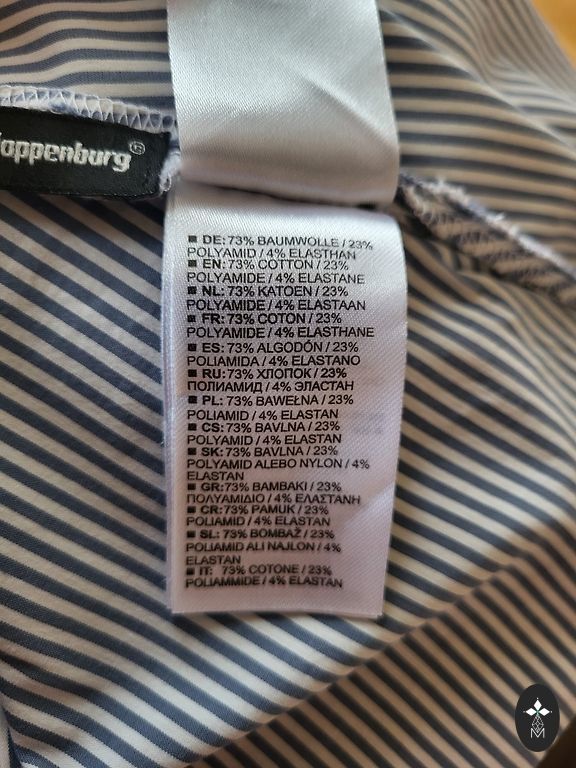 loppenburg®
■ DE: 73% BAUMWOLLE / 23%
POLYAMID / 4% ELASTHAN
■ EN: 73% COTTON / 23%
POLYAMIDE / 4% ELASTANE
■ NL: 73% KATOEN / 23%
POLYAMIDE / 4% ELASTAAN
■ FR: 73% COTON / 23%
POLYAMIDE / 4% ELASTHANE
■ ES: 73% ALGODÓN / 23%
POLIAMIDA / 4% ELASTANO
■ RU: 73% ХЛОПОК / 23%
ПОЛИАМИД / 4% ЭЛАСТАН
■ PL: 73% BAWEŁNA / 23%
POLIAMID / 4% ELASTAN
■ CS: 73% BAVLNA / 23%
POLYAMID / 4% ELASTAN
■ SK: 73% BAVLNA / 23%
POLYAMID ALEBO NYLON / 4%
ELASTAN
■ GR: 73% ΒΑΜΒΑΚΙ / 23%
ΠΟΛΥΑΜΙΔΙΟ / 4% ΕΛΑΣΤΑΝΗ
■ CR: 73% PAMUK / 23%
POLIAMID / 4% ELASTAN
■ SL: 73% BOMBAŽ / 23%
POLIAMID ALI NAJLON / 4%
ELASTAN
■ IT: 73% COTONE / 23%
POLIAMMIDE / 4% ELASTAN
M